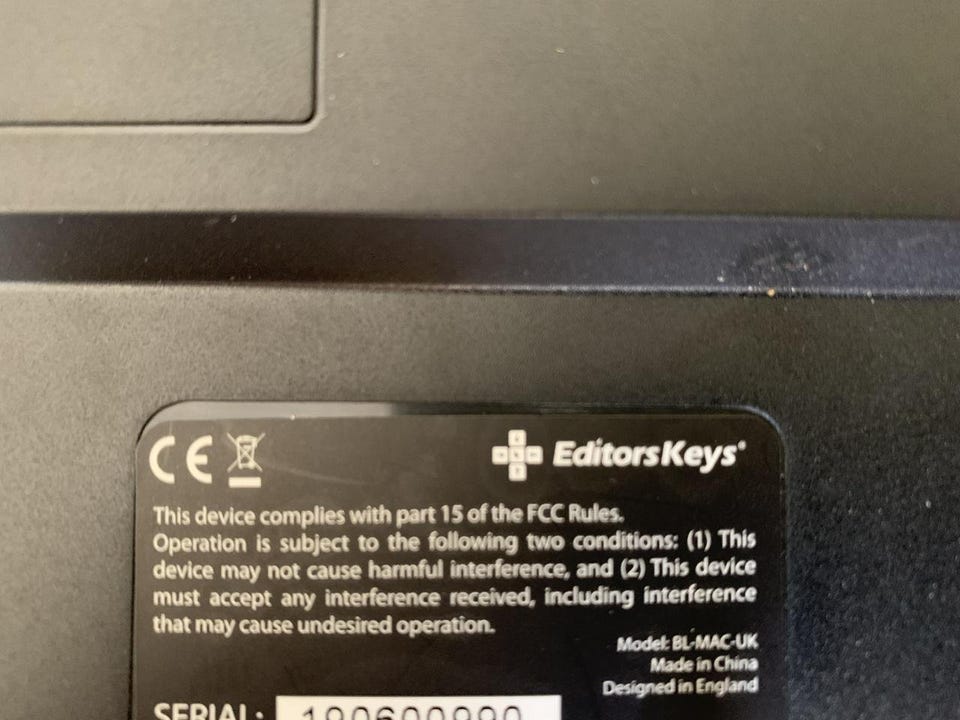 CE EditorsKeys®
This device complies with part 15 of the FCC Rules.
Operation is subject to the following two conditions: (1) This
device may not cause harmful interference, and (2) This device
must accept any interference received, including interference
that may cause undesired operation.
Model: BL-MAC-UK
Made in China
Designed in England
SERIAL: